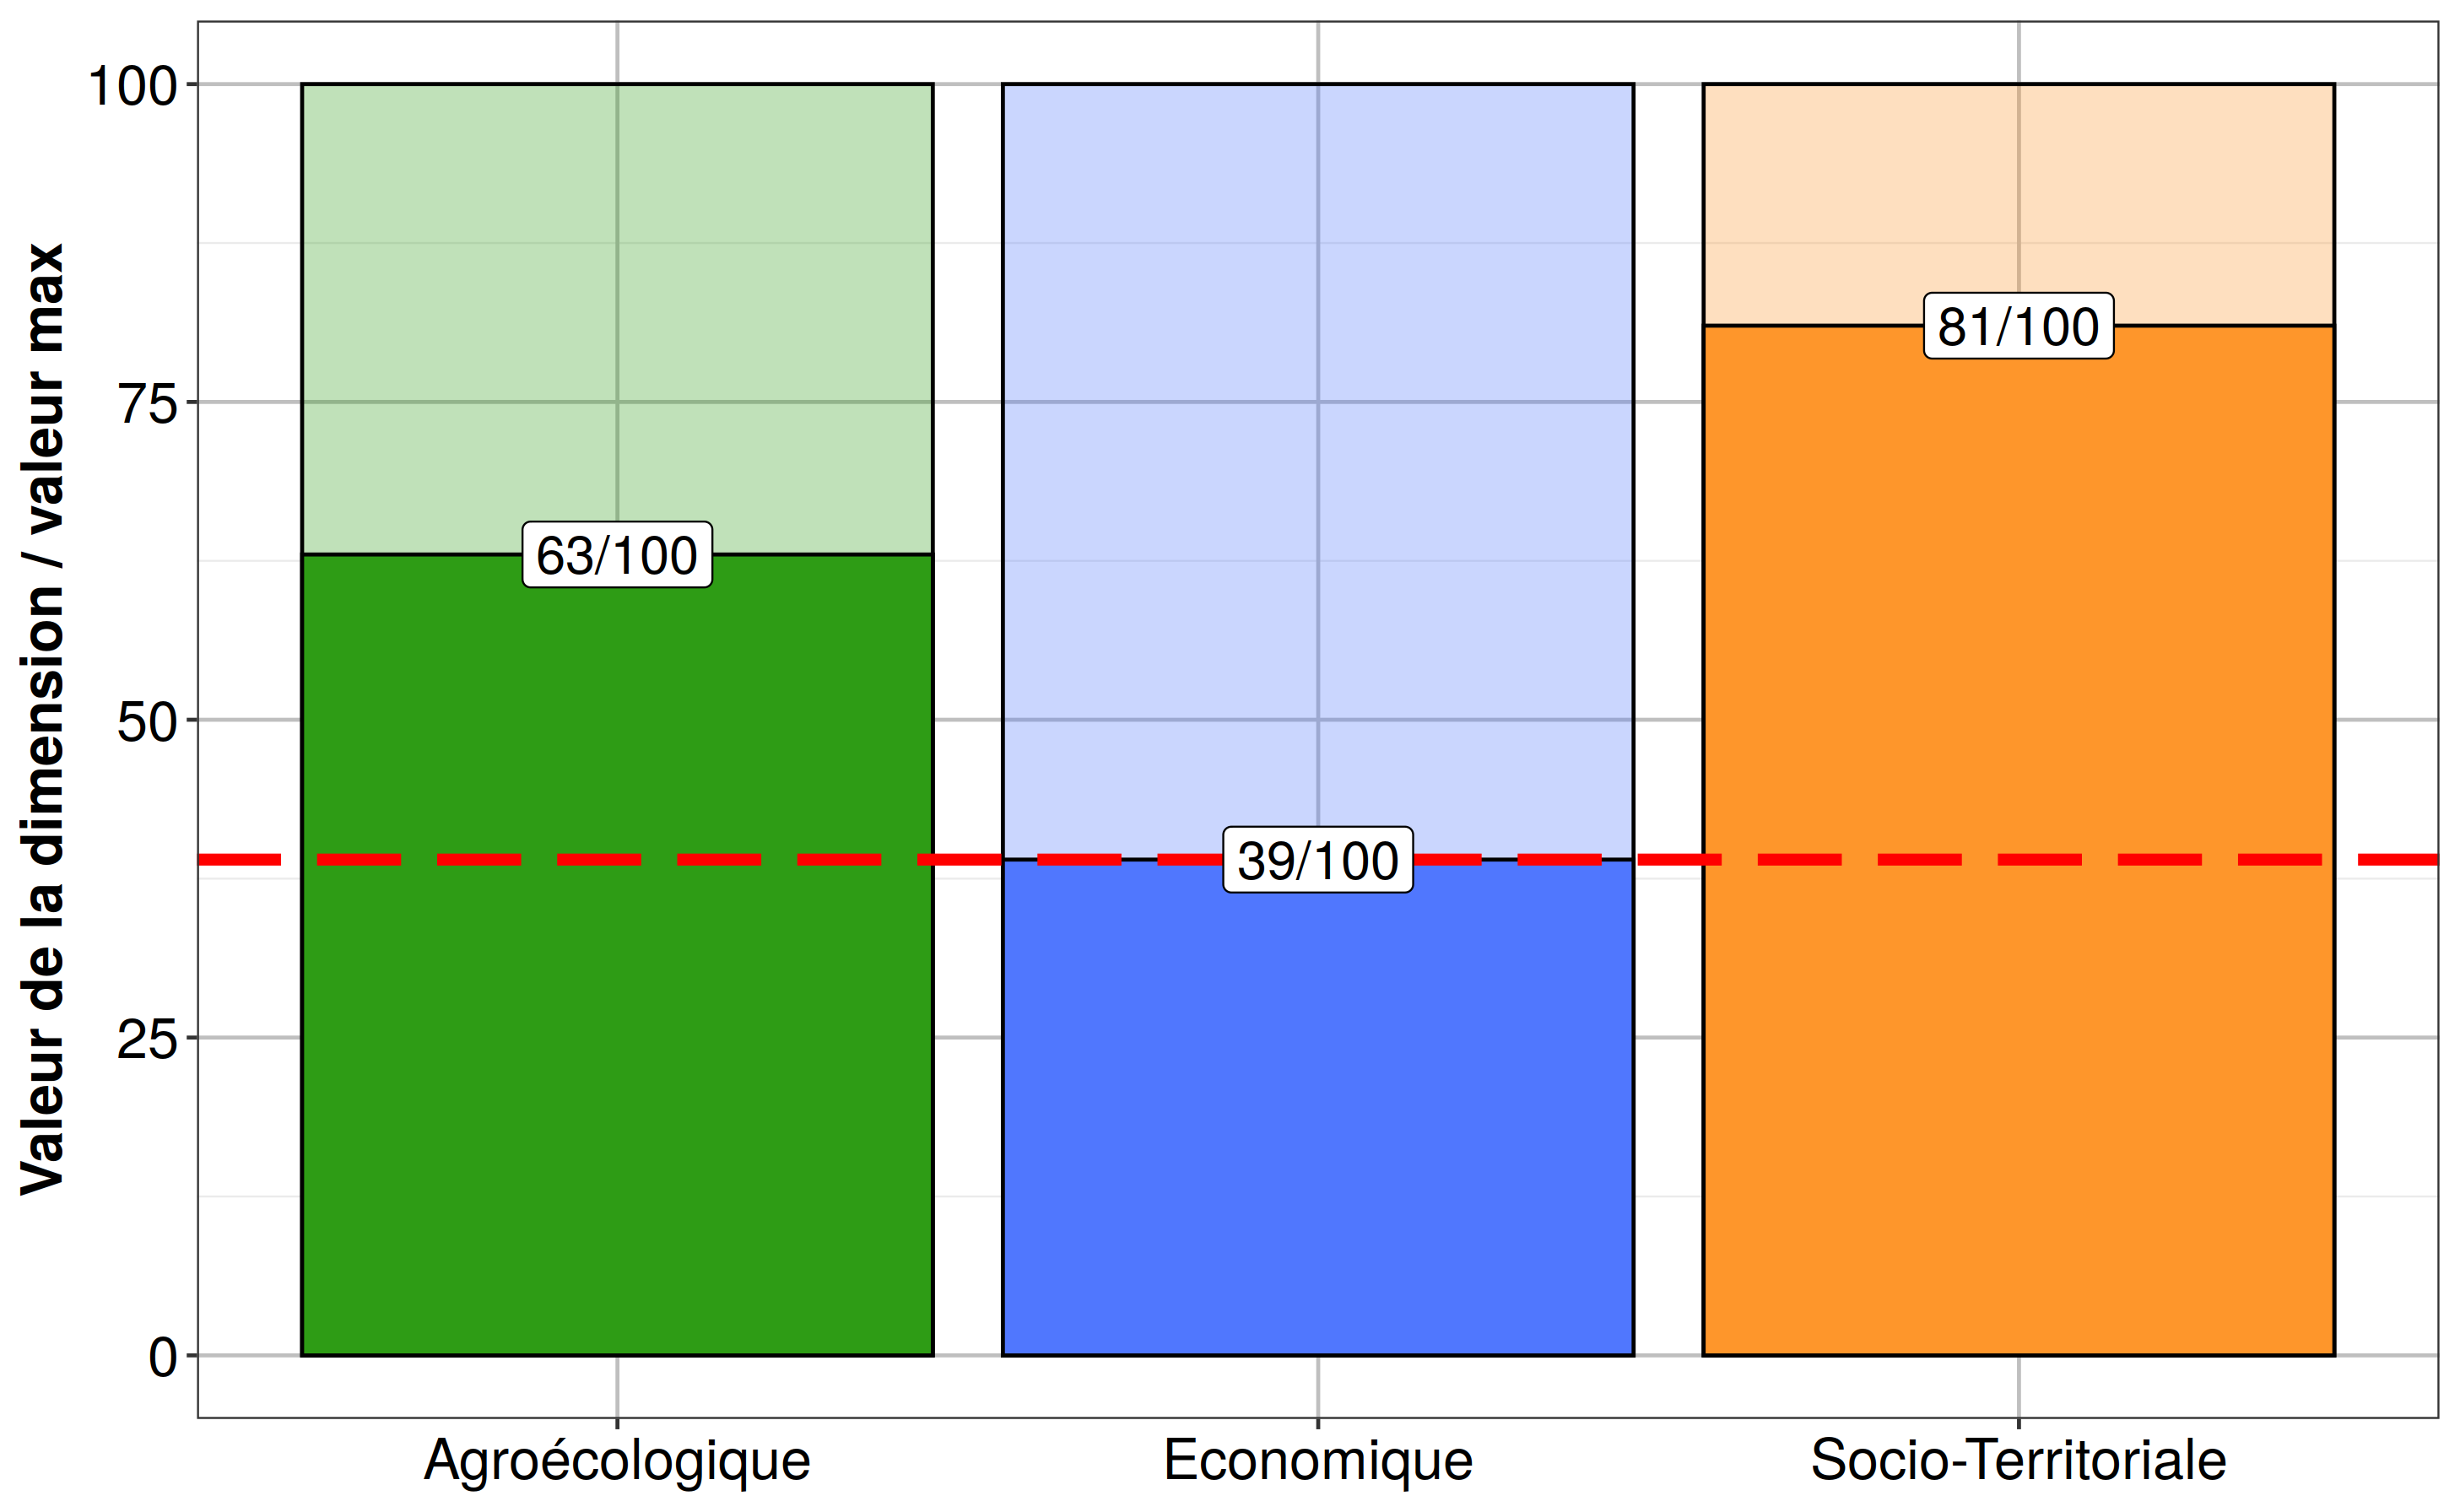 Valeur de la dimension / valeur max
100
75
50
25
0
63/100
39/100
81/100
Agroécologique
Economique
Socio-Territoriale